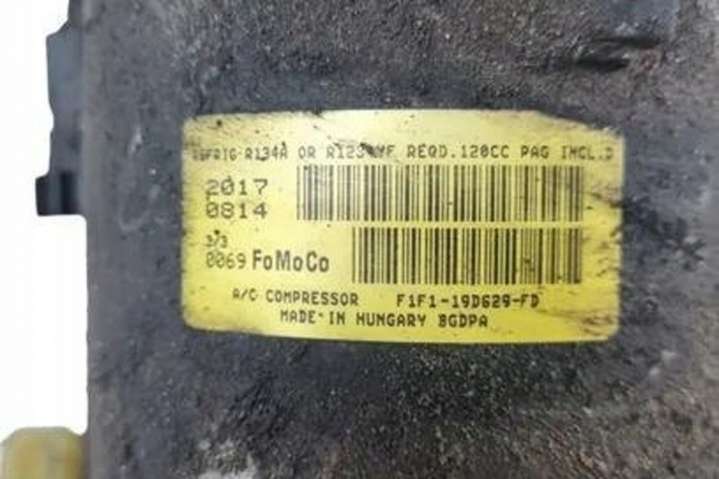 R134A OR R1234YF REQD.120CC PAG INCL.D
2017
0814
3/3
0069 FoMoCo
A/C COMPRESSOR F1F1-19D629-FD
MADE IN HUNGARY BGDPA